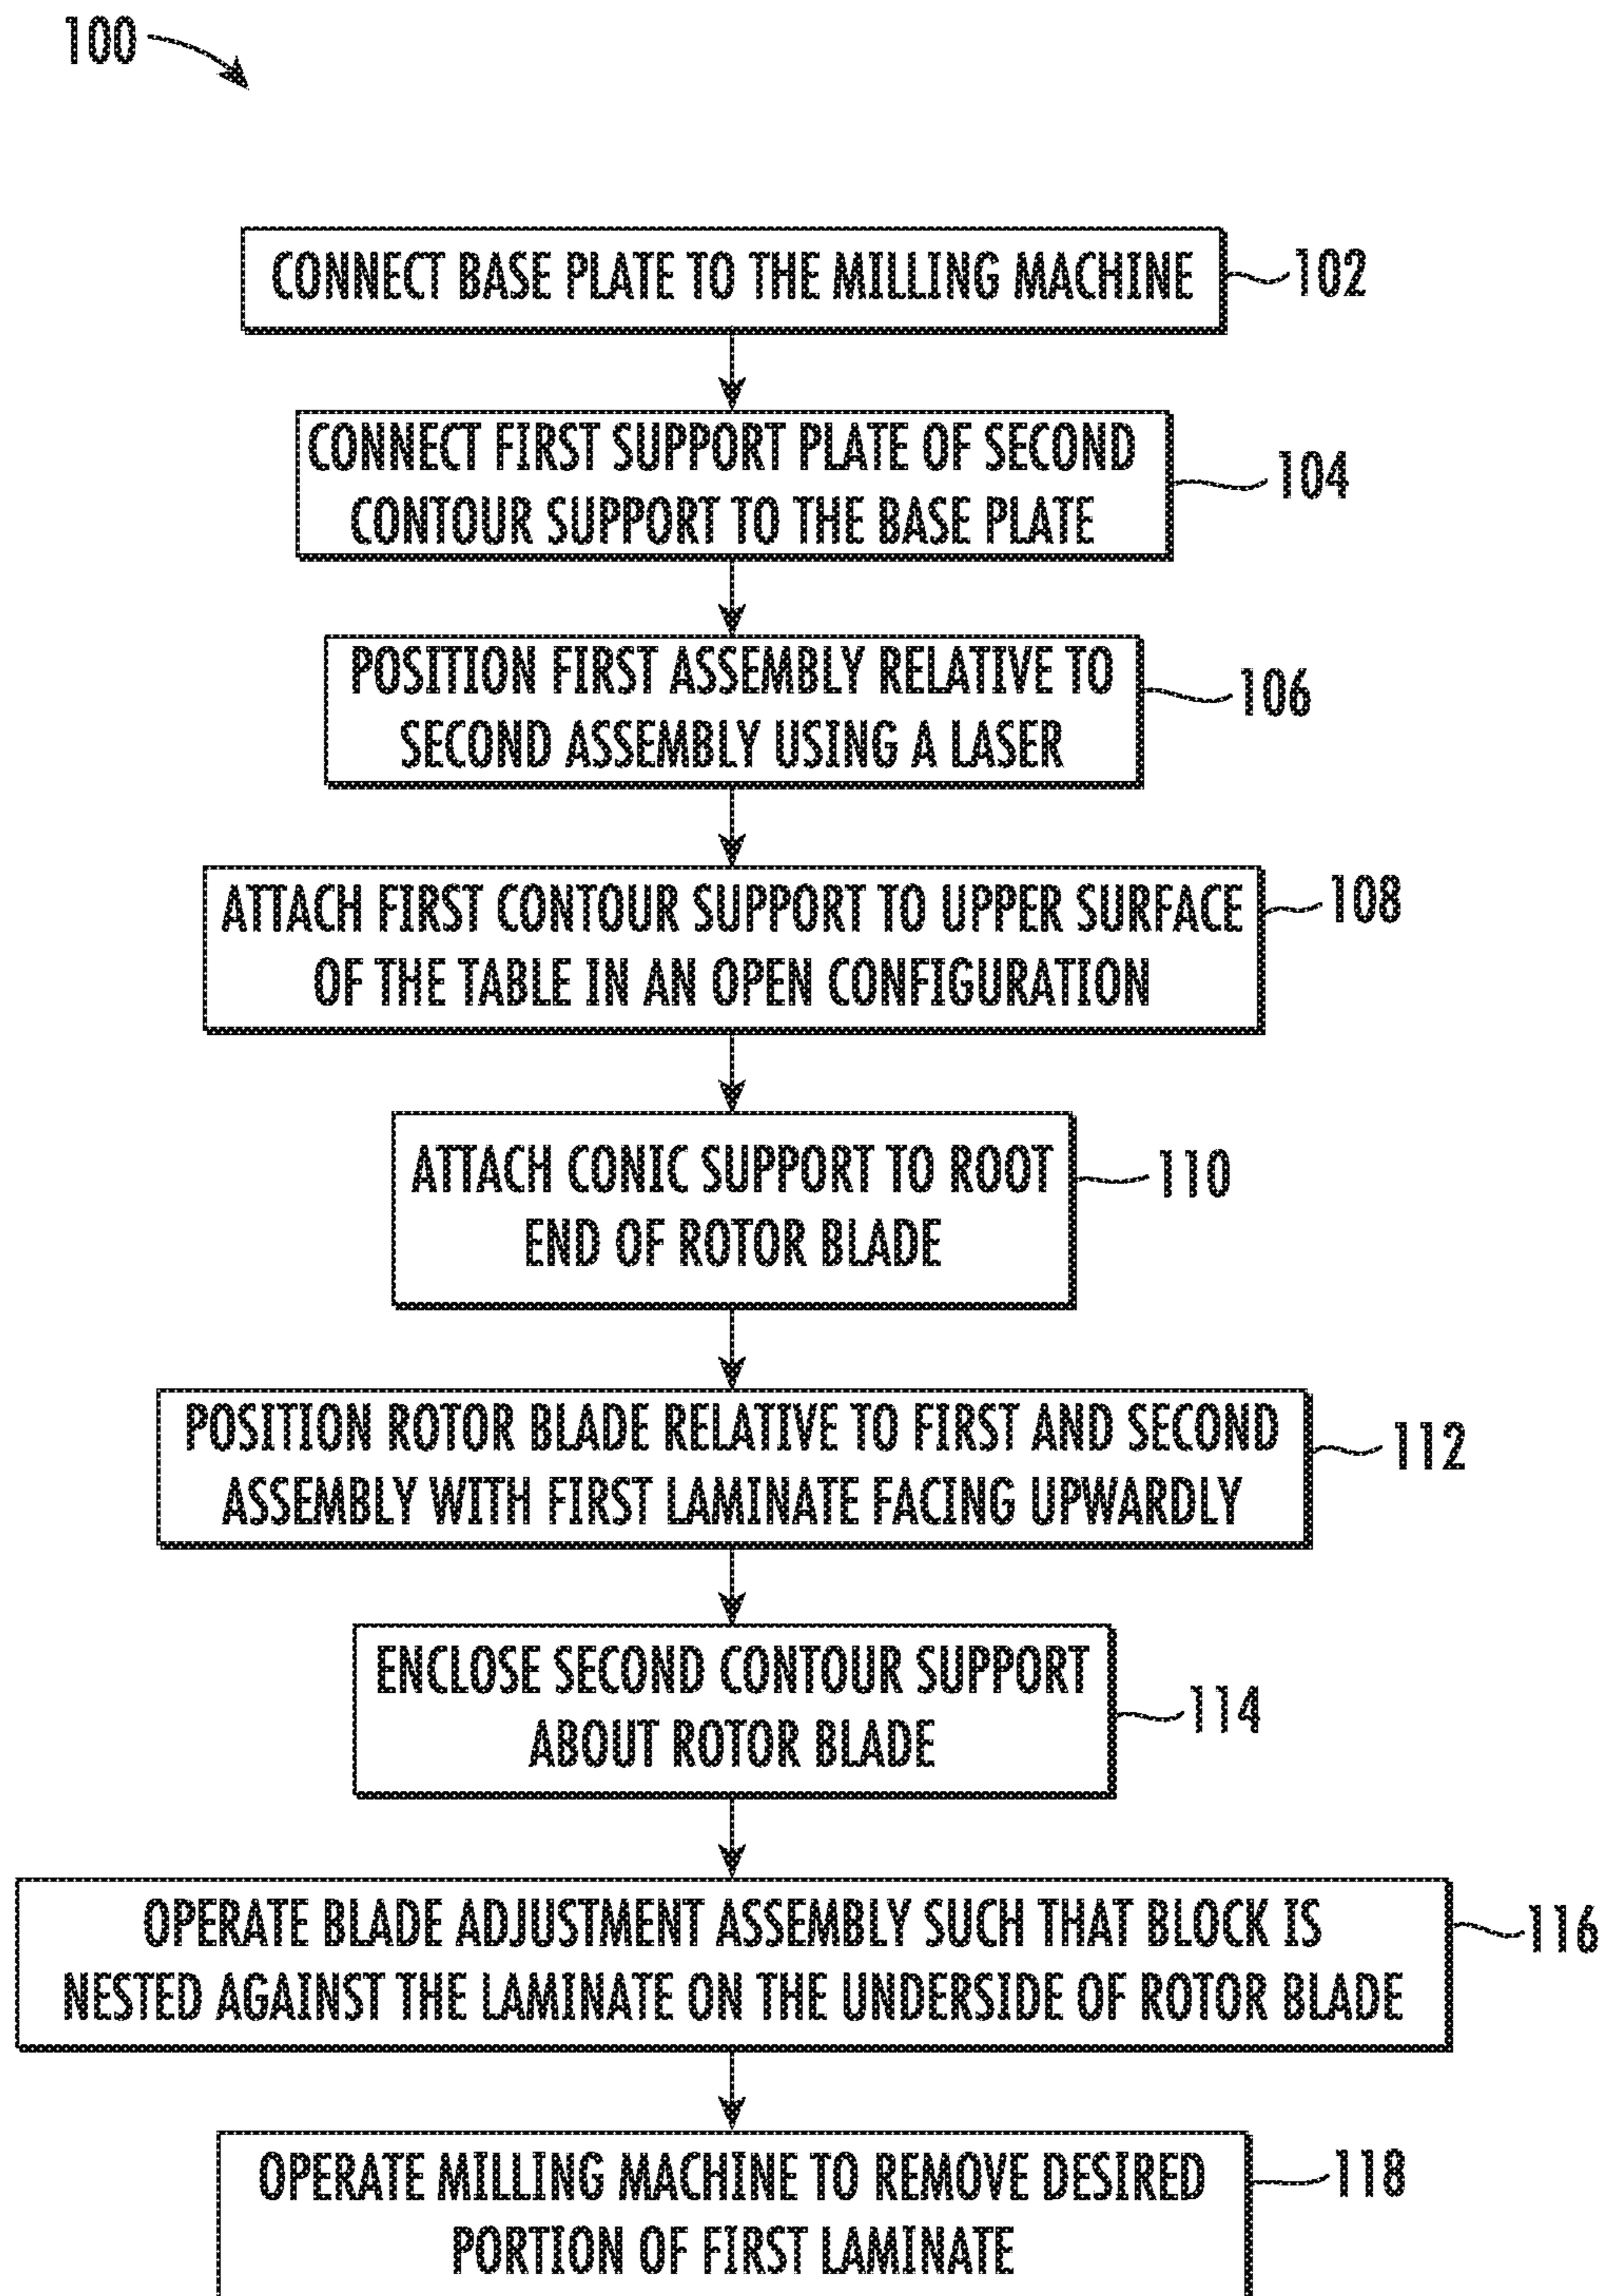 100
CONNECT BASE PLATE TO THE MILLING MACHINE
102
CONNECT FIRST SUPPORT PLATE OF SECOND
CONTOUR SUPPORT TO THE BASE PLATE
104
POSITION FIRST ASSEMBLY RELATIVE TO
SECOND ASSEMBLY USING A LASER
106
ATTACH FIRST CONTOUR SUPPORT TO UPPER SURFACE
OF THE TABLE IN AN OPEN CONFIGURATION
108
ATTACH CONIC SUPPORT TO ROOT
END OF ROTOR BLADE
110
POSITION ROTOR BLADE RELATIVE TO FIRST AND SECOND
ASSEMBLY WITH FIRST LAMINATE FACING UPWARDLY
112
ENCLOSE SECOND CONTOUR SUPPORT
ABOUT ROTOR BLADE
114
OPERATE BLADE ADJUSTMENT ASSEMBLY SUCH THAT BLOCK IS
NESTED AGAINST THE LAMINATE ON THE UNDERSIDE OF ROTOR BLADE
116
OPERATE MILLING MACHINE TO REMOVE DESIRED
PORTION OF FIRST LAMINATE
118